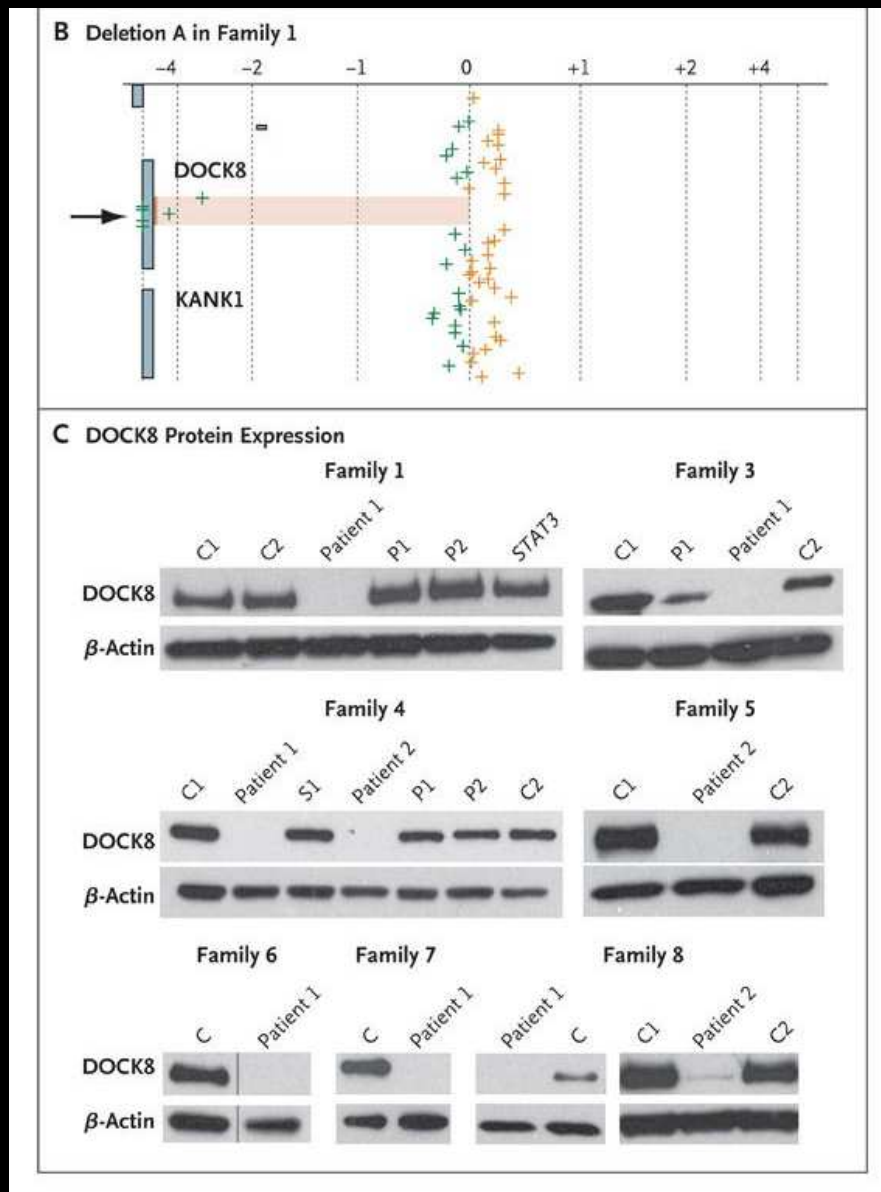 B Deletion A in Family 1
−4 −2 −1 0 +1 +2 +4
DOCK8
KANK1
C DOCK8 Protein Expression
Family 1 Family 3
C1 C2 Patient 1 P1 P2 STAT3 C1 P1 Patient 1 C2
DOCK8
β-Actin
Family 4 Family 5
C1 Patient 1 S1 Patient 2 P1 P2 C2 C1 Patient 2 C2
DOCK8
β-Actin
Family 6 Family 7 Family 8
C Patient 1 C Patient 1 Patient 1 C C1 Patient 2 C2
DOCK8
β-Actin